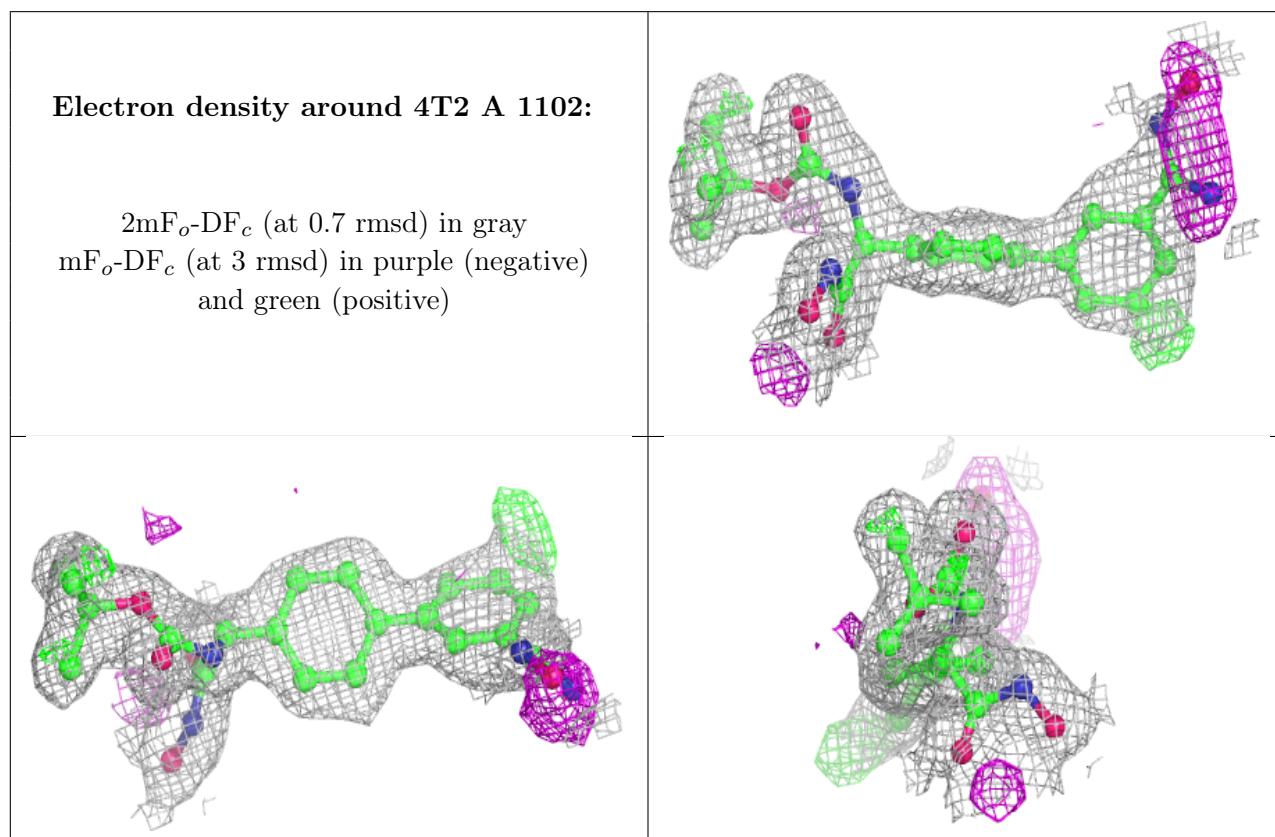 Electron density around 4T2 A 1102:
2mFo-DFc (at 0.7 rmsd) in gray
mFo-DFc (at 3 rmsd) in purple (negative)
and green (positive)